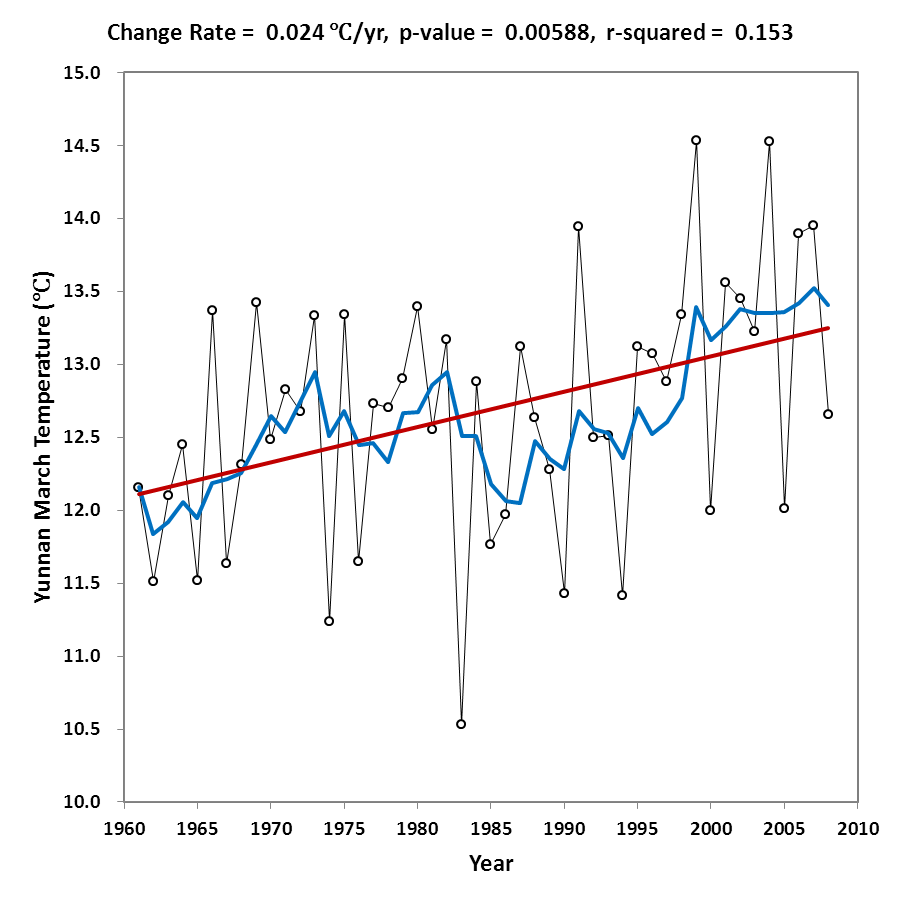 Change Rate = 0.024 ℃/yr, p-value = 0.00588, r-squared = 0.153
Yunnan March Temperature (℃)
15.0
14.5
14.0
13.5
13.0
12.5
12.0
11.5
11.0
10.5
10.0
1960 1965 1970 1975 1980 1985 1990 1995 2000 2005 2010
Year